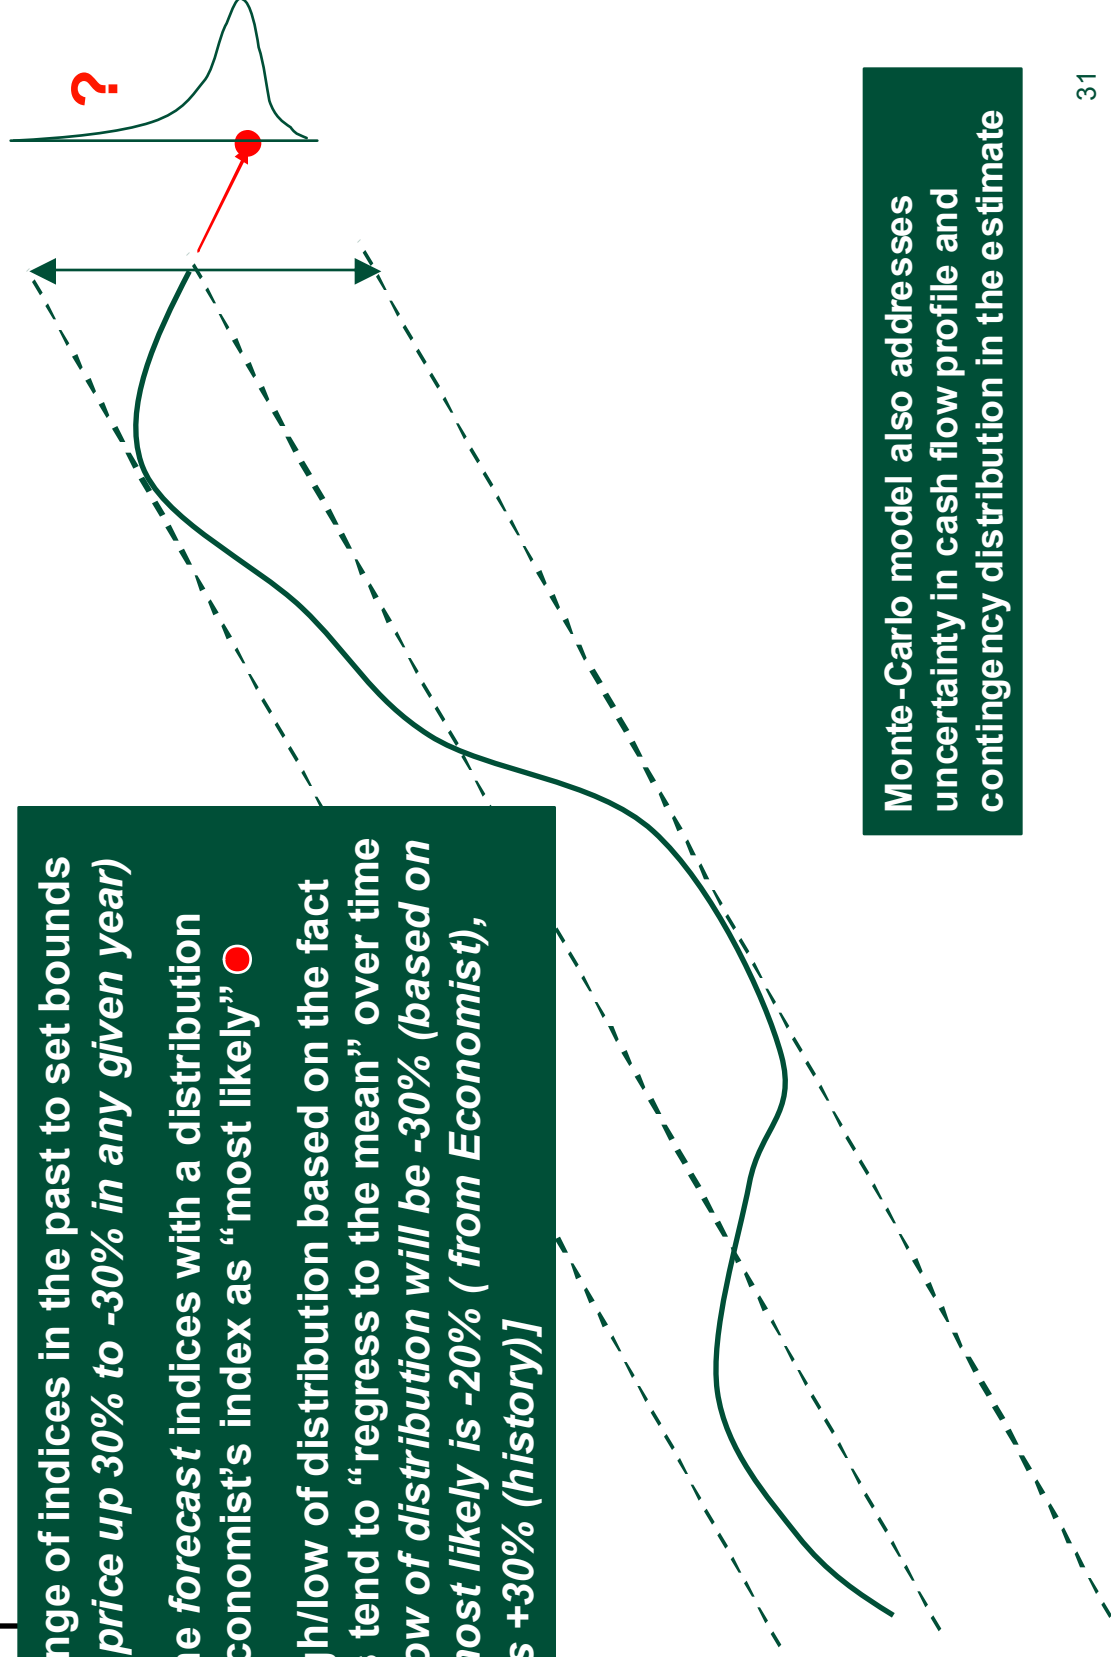 nge of indices in the past to set bounds
price up 30% to -30% in any given year)
ne forecast indices with a distribution
conomist's index as “most likely”
gh/low of distribution based on the fact
s tend to “regress to the mean” over time
ow of distribution will be -30% (based on
most likely is -20% ( from Economist),
s +30% (history)]
?
Monte-Carlo model also addresses
uncertainty in cash flow profile and
contingency distribution in the estimate
31